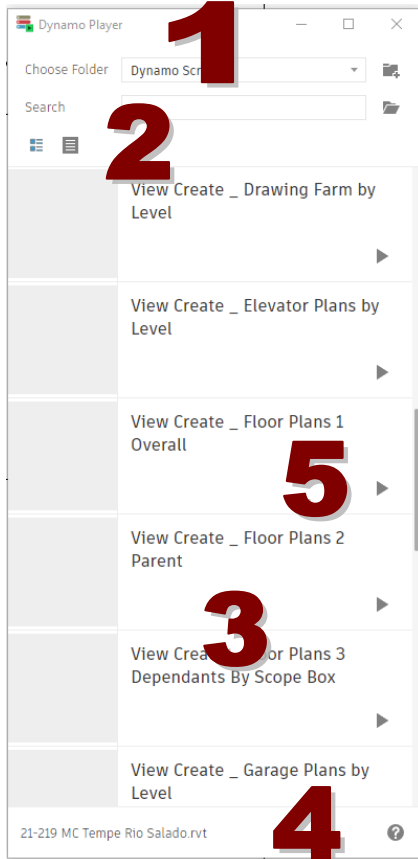 Dynamo Player
1
Choose Folder Dynamo Scr
Search
2
View Create _ Drawing Farm by
Level
View Create _ Elevator Plans by
Level
View Create _ Floor Plans 1
Overall
5
View Create _ Floor Plans 2
Parent
3
View Plans 3
Dependants By Scope Box
View Create _ Garage Plans by
Level
4
21-219 MC Tempe Rio Salado.rvt ?